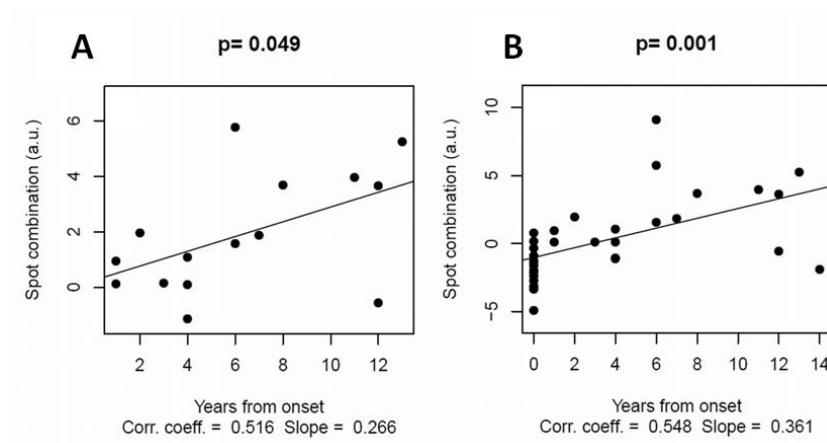 A
p= 0.049
Spot combination (a.u.)
6
4
2
0
2 4 6 8 10 12
Years from onset
Corr. coeff. = 0.516 Slope = 0.266
B
p= 0.001
Spot combination (a.u.)
10
5
0
−5
0 2 4 6 8 10 12 14
Years from onset
Corr. coeff. = 0.548 Slope = 0.361